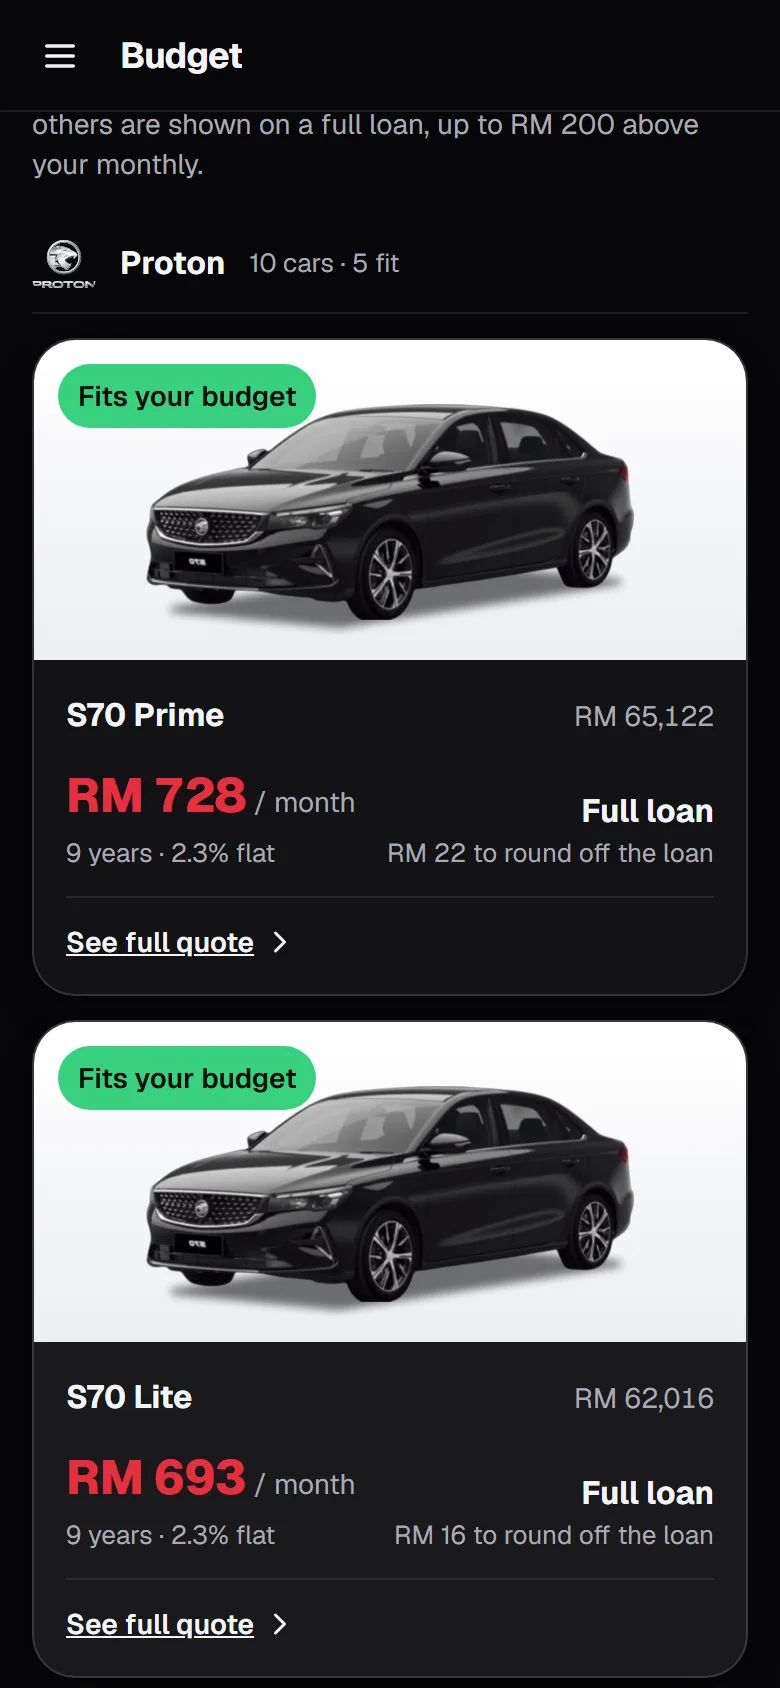 Budget
others are shown on a full loan, up to RM 200 above
your monthly.
PROTON
Proton 10 cars · 5 fit
Fits your budget
S70
S70 Prime RM 65,122
RM 728 / month Full loan
9 years · 2.3% flat RM 22 to round off the loan
See full quote
Fits your budget
S70
S70 Lite RM 62,016
RM 693 / month Full loan
9 years · 2.3% flat RM 16 to round off the loan
See full quote